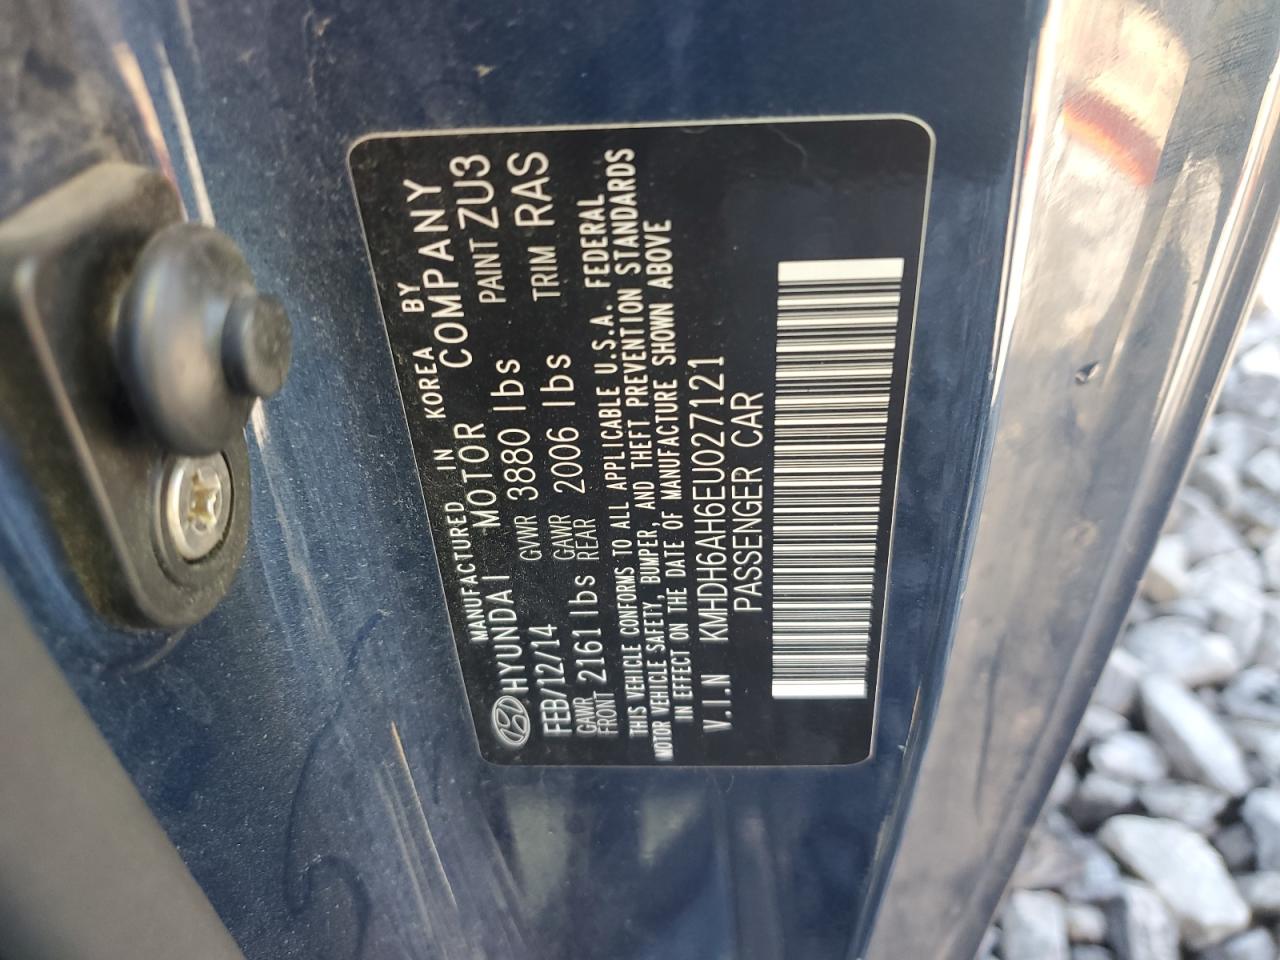 MANUFACTURED IN KOREA BY
HYUNDAI MOTOR COMPANY
FEB/12/14 GVWR 3880 lbs PAINT ZU3
GAWR FRONT 2161 lbs GAWR REAR 2006 lbs TRIM RAS
THIS VEHICLE CONFORMS TO ALL APPLICABLE U.S.A. FEDERAL
MOTOR VEHICLE SAFETY, BUMPER, AND THEFT PREVENTION STANDARDS
IN EFFECT ON THE DATE OF MANUFACTURE SHOWN ABOVE
V.I.N KMHDH6AH6EU027121
PASSENGER CAR